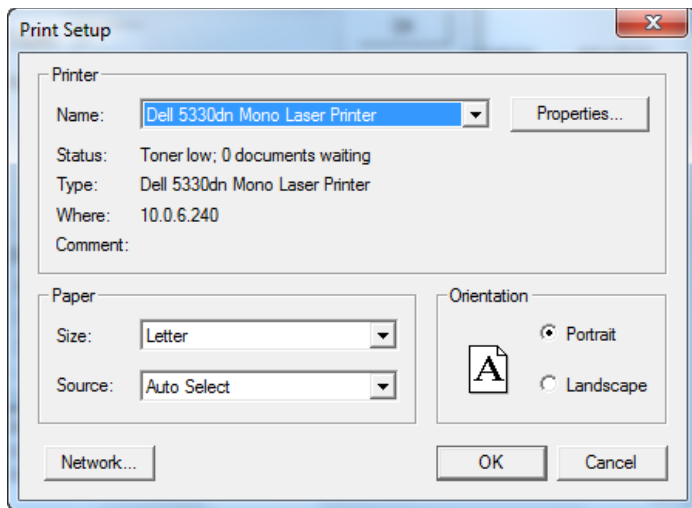 Print Setup
Printer
Name: Dell 5330dn Mono Laser Printer Properties...
Status: Toner low; 0 documents waiting
Type: Dell 5330dn Mono Laser Printer
Where: 10.0.6.240
Comment:
Paper
Size: Letter
Source: Auto Select
Orientation
A
Portrait
Landscape
Network... OK Cancel